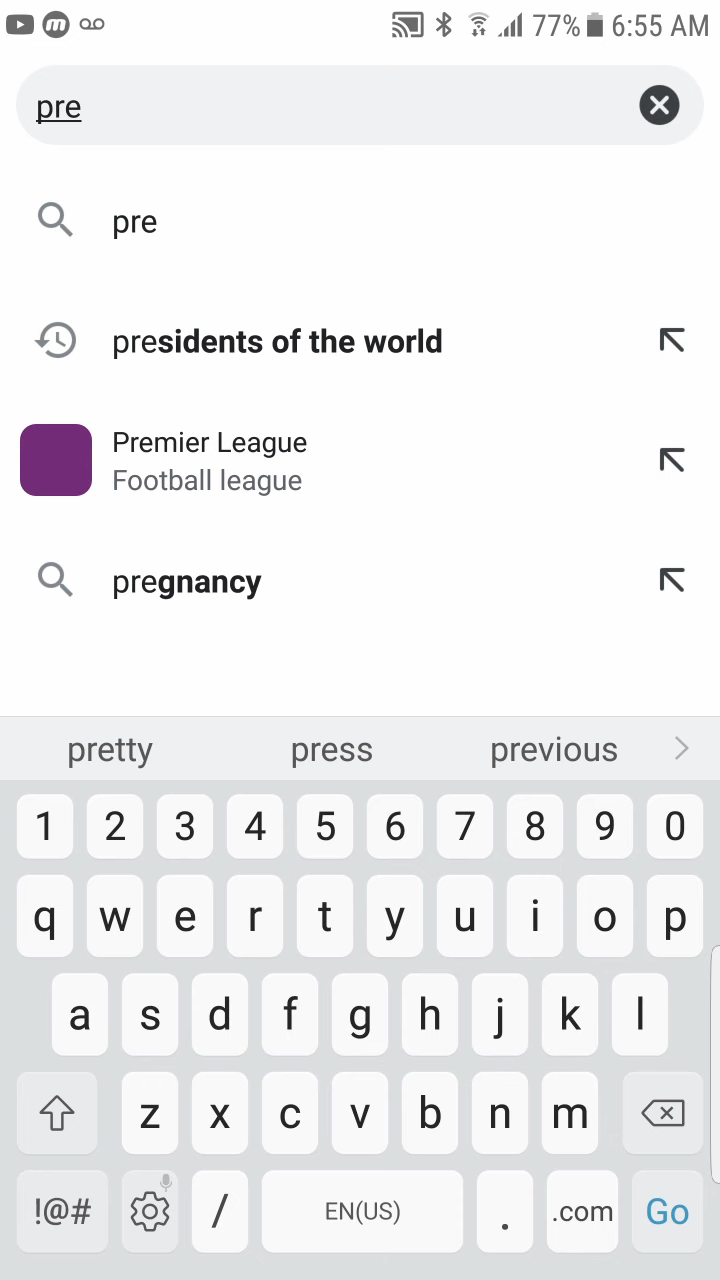 77% 6:55 AM
pre
pre
presidents of the world
Premier League
Football league
pregnancy
pretty press previous
1 2 3 4 5 6 7 8 9 0
q w e r t y u i o p
a s d f g h j k l
z x c v b n m
!@# / EN(US) . .com Go